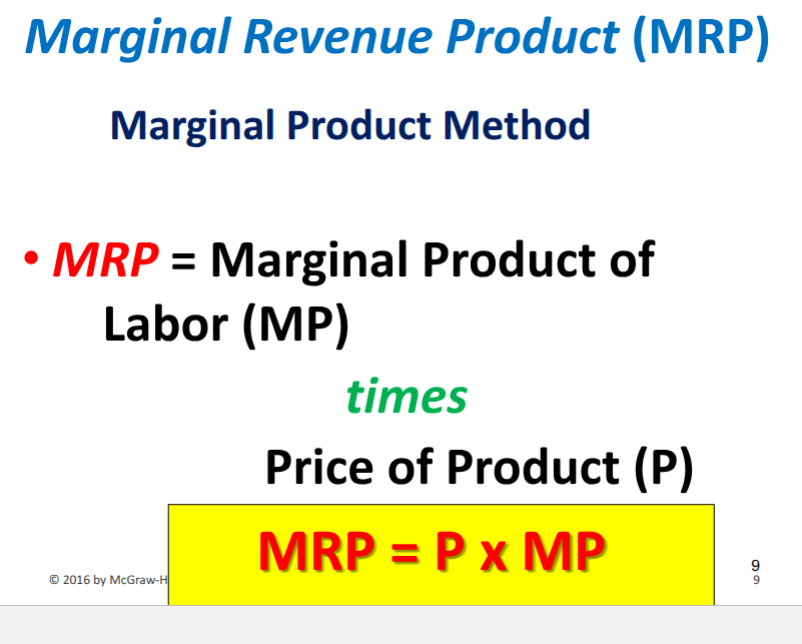 Marginal Revenue Product (MRP)
Marginal Product Method
• MRP = Marginal Product of
Labor (MP)
times
Price of Product (P)
MRP = P x MP
© 2016 by McGraw-H
9
9